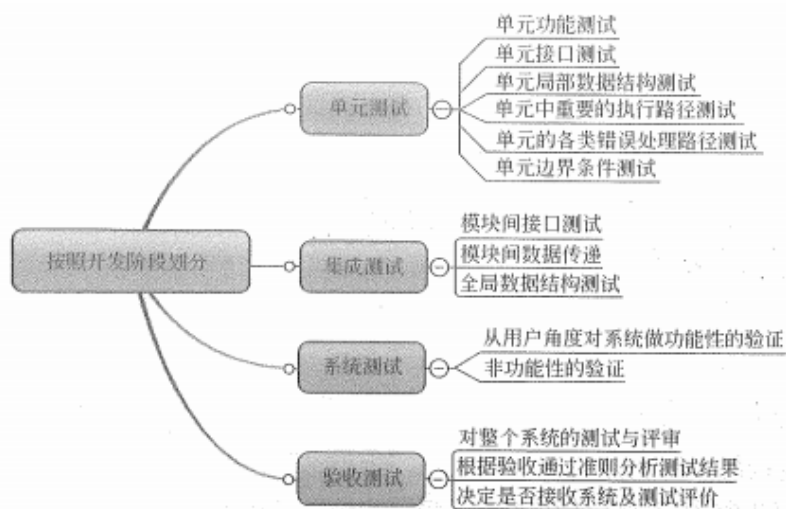 单元功能测试
单元接口测试
单元局部数据结构测试
单元测试
单元中重要的执行路径测试
单元的各类错误处理路径测试
单元边界条件测试
模块间接口测试
按照开发阶段划分
集成测试
模块间数据传递
全局数据结构测试
从用户角度对系统做功能性的验证
系统测试
非功能性的验证
对整个系统的测试与评审
验收测试
根据验收通过准则分析测试结果
决定是否接收系统及测试评价